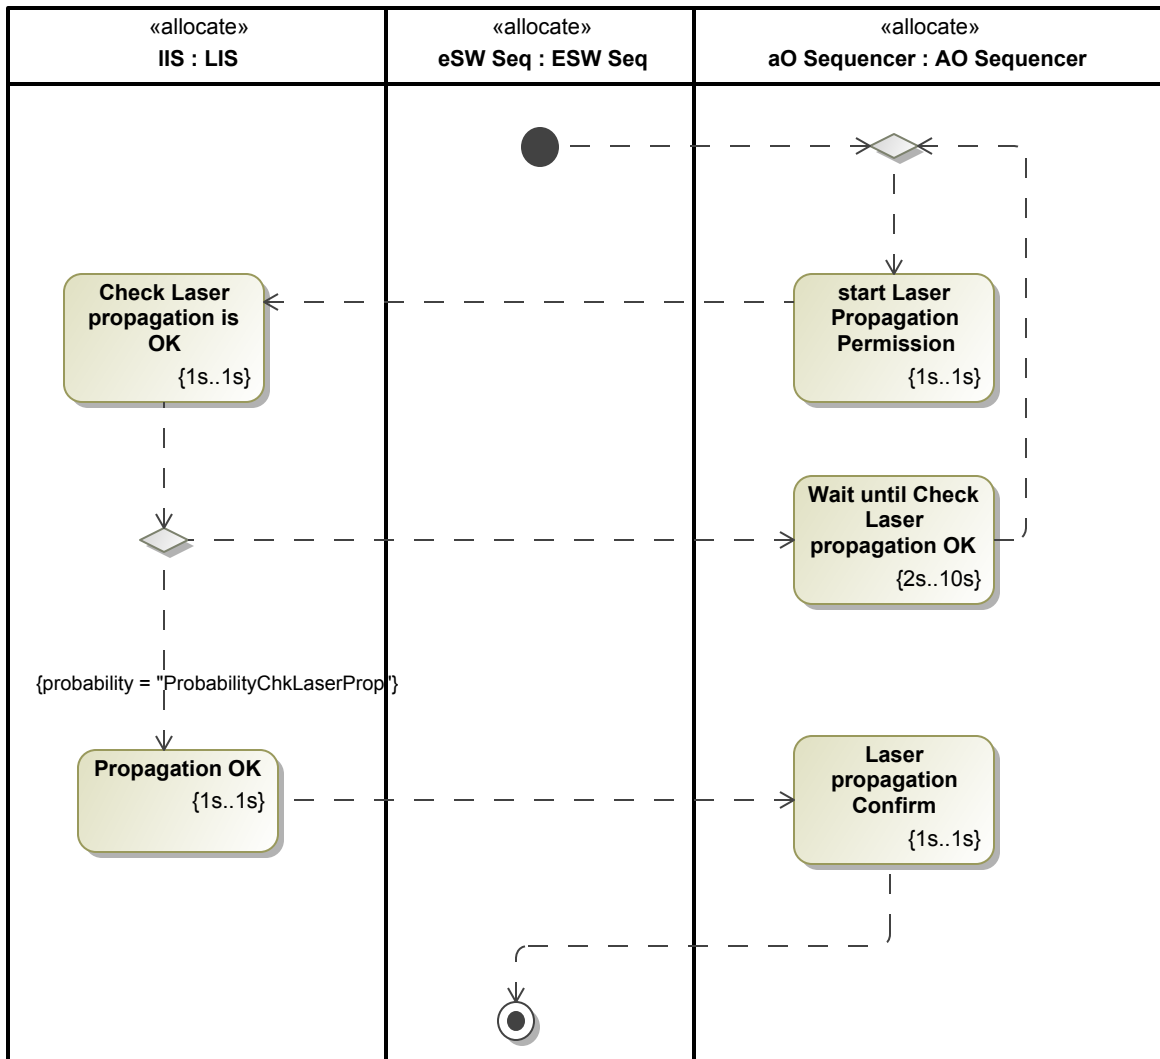 «allocate»
lIS : LIS
«allocate»
eSW Seq : ESW Seq
«allocate»
aO Sequencer : AO Sequencer
Check Laser
propagation is
OK
{1s..1s}
start Laser
Propagation
Permission
{1s..1s}
Wait until Check
Laser
propagation OK
{2s..10s}
{probability = "ProbabilityChkLaserProp"}
Propagation OK
{1s..1s}
Laser
propagation
Confirm
{1s..1s}